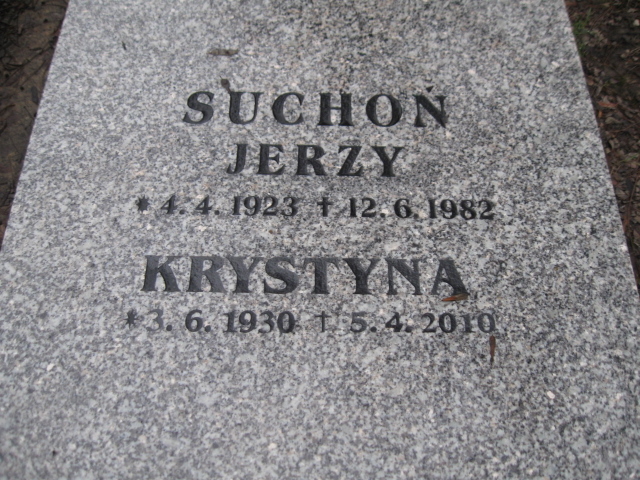 SUCHOŃ
JERZY
* 4. 4. 1923 † 12. 6. 1982
KRYSTYNA
* 3. 6. 1930 † 5. 4. 2010